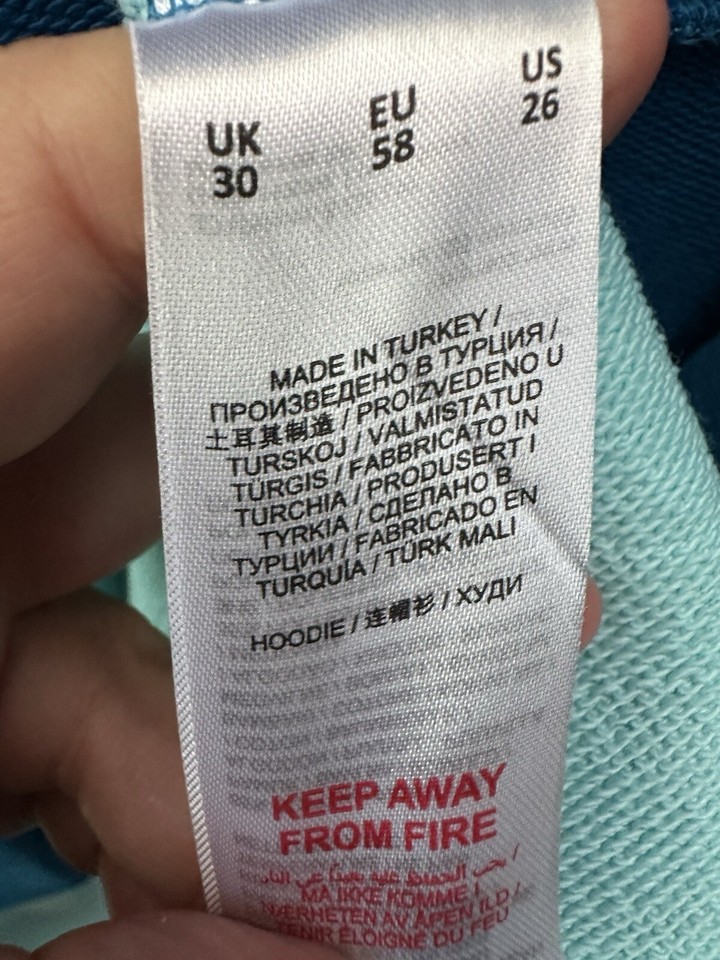 UK EU US
30 58 26
MADE IN TURKEY /
ПРОИЗВЕДЕНО В ТУРЦИЯ /
土耳其制造 / PROIZVEDENO U
TURSKOJ / VALMISTATUD
TÜRGIS / FABBRICATO IN
TURCHIA / PRODUSERT I
TYRKIA / СДЕЛАНО В
ТУРЦИИ / FABRICADO EN
TURQUÍA / TÜRK MALI
HOODIE / 连帽衫 / ХУДИ
KEEP AWAY
FROM FIRE
MÅ IKKE KOMME I
NÆRHETEN AV ÅPEN ILD /
TENIR ÉLOIGNÉ DU FEU